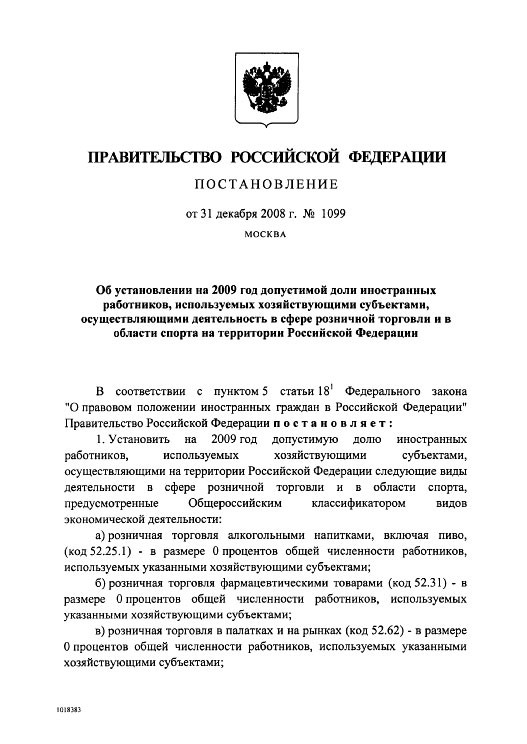 ПРАВИТЕЛЬСТВО РОССИЙСКОЙ ФЕДЕРАЦИИ
ПОСТАНОВЛЕНИЕ
от 31 декабря 2008 г. № 1099
МОСКВА
Об установлении на 2009 год допустимой доли иностранных
работников, используемых хозяйствующими субъектами,
осуществляющими деятельность в сфере розничной торговли и в
области спорта на территории Российской Федерации
В соответствии с пунктом 5 статьи 18¹ Федерального закона
"О правовом положении иностранных граждан в Российской Федерации"
Правительство Российской Федерации постановляет:
1. Установить на 2009 год допустимую долю иностранных
работников, используемых хозяйствующими субъектами,
осуществляющими на территории Российской Федерации следующие виды
деятельности в сфере розничной торговли и в области спорта,
предусмотренные Общероссийским классификатором видов
экономической деятельности:
а) розничная торговля алкогольными напитками, включая пиво,
(код 52.25.1) - в размере 0 процентов общей численности работников,
используемых указанными хозяйствующими субъектами;
б) розничная торговля фармацевтическими товарами (код 52.31) - в
размере 0 процентов общей численности работников, используемых
указанными хозяйствующими субъектами;
в) розничная торговля в палатках и на рынках (код 52.62) - в размере
0 процентов общей численности работников, используемых указанными
хозяйствующими субъектами;
1018383